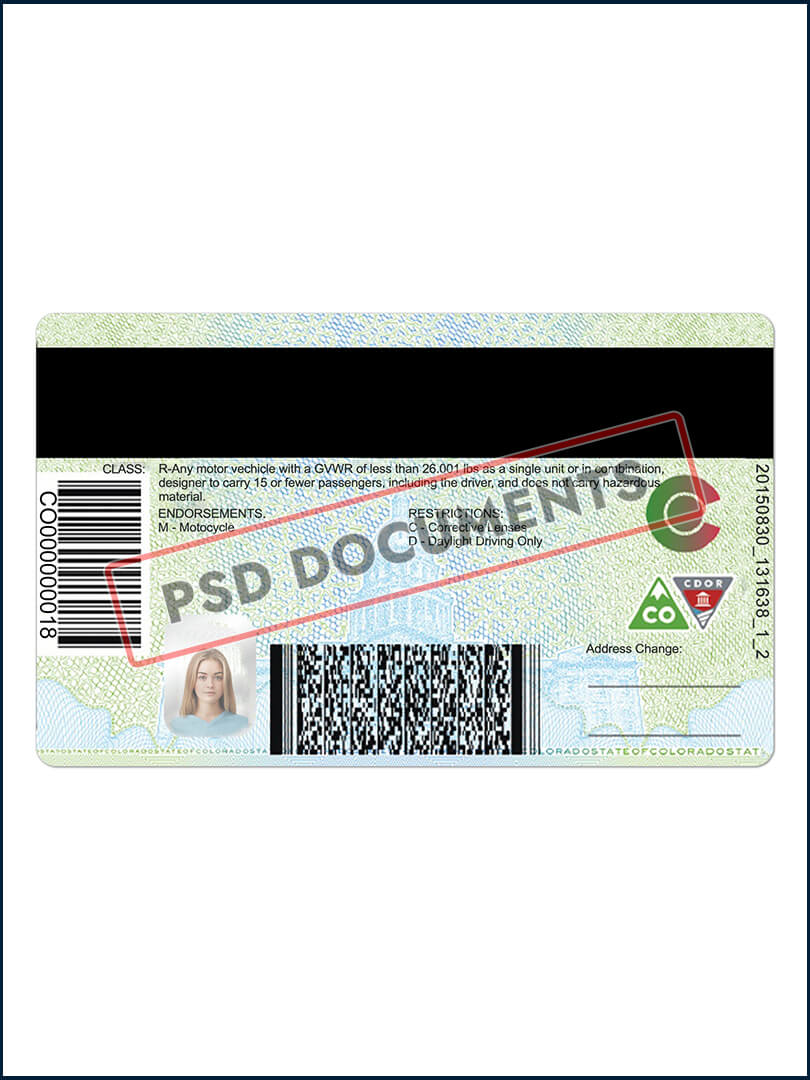 CLASS: R-Any motor vechicle with a GVWR of less than 26.001 lbs as a single unit or in combination,
designer to carry 15 or fewer passengers, including the driver, and does not carry hazardous
material.
ENDORSEMENTS. RESTRICTIONS:
M - Motocycle C - Corrective Lenses
D - Daylight Driving Only
PSD DOCUMENTS
CO000000018
20150830_131638_1_2
C
CO
CDOR
Address Change:
STATEOFCOLORADOSTA
OLORADOSTATEOFCOLORADOSTAT